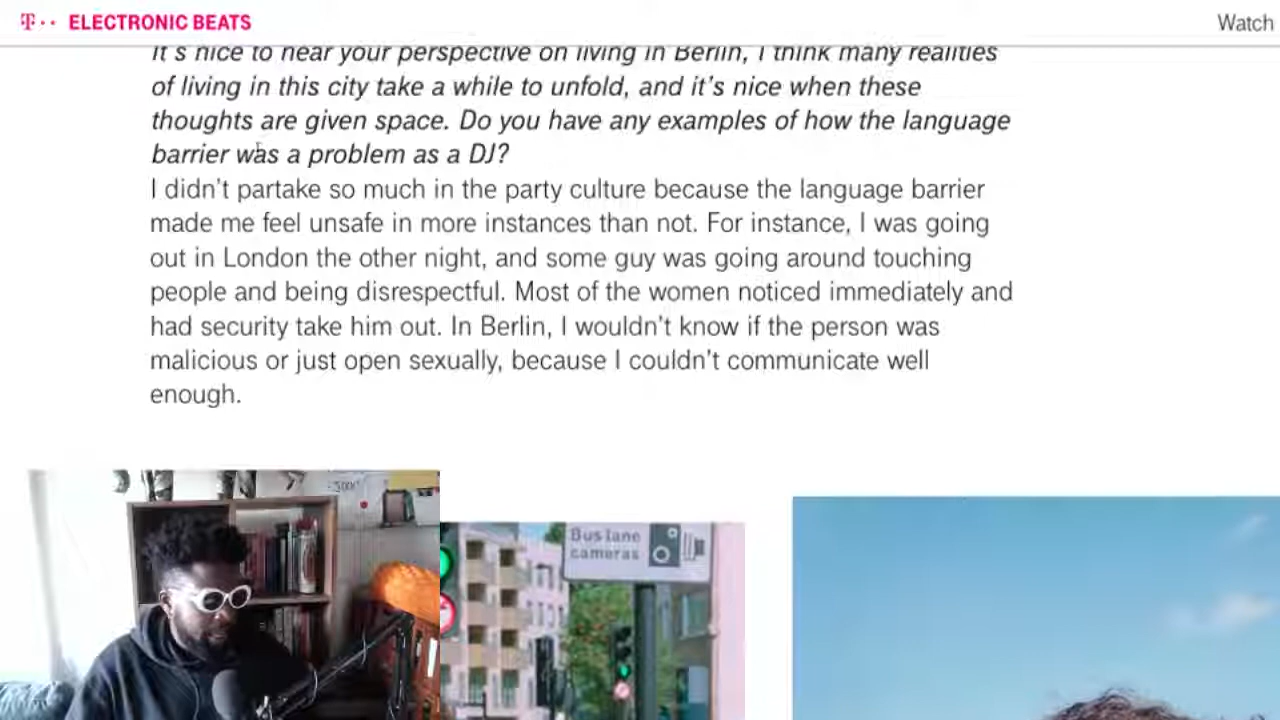 T ELECTRONIC BEATS
Watch
It's nice to hear your perspective on living in Berlin, I think many realities
of living in this city take a while to unfold, and it's nice when these
thoughts are given space. Do you have any examples of how the language
barrier was a problem as a DJ?
I didn't partake so much in the party culture because the language barrier
made me feel unsafe in more instances than not. For instance, I was going
out in London the other night, and some guy was going around touching
people and being disrespectful. Most of the women noticed immediately and
had security take him out. In Berlin, I wouldn't know if the person was
malicious or just open sexually, because I couldn't communicate well
enough.
Bus lane
cameras